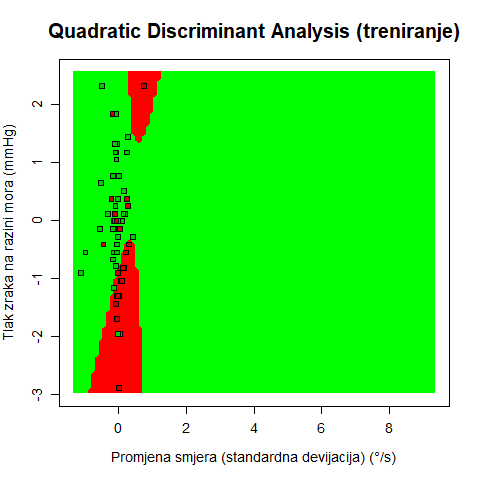 Quadratic Discriminant Analysis (treniranje)
Tlak zraka na razini mora (mmHg)
2
1
0
-1
-2
-3
0 2 4 6 8
Promjena smjera (standardna devijacija) (°/s)